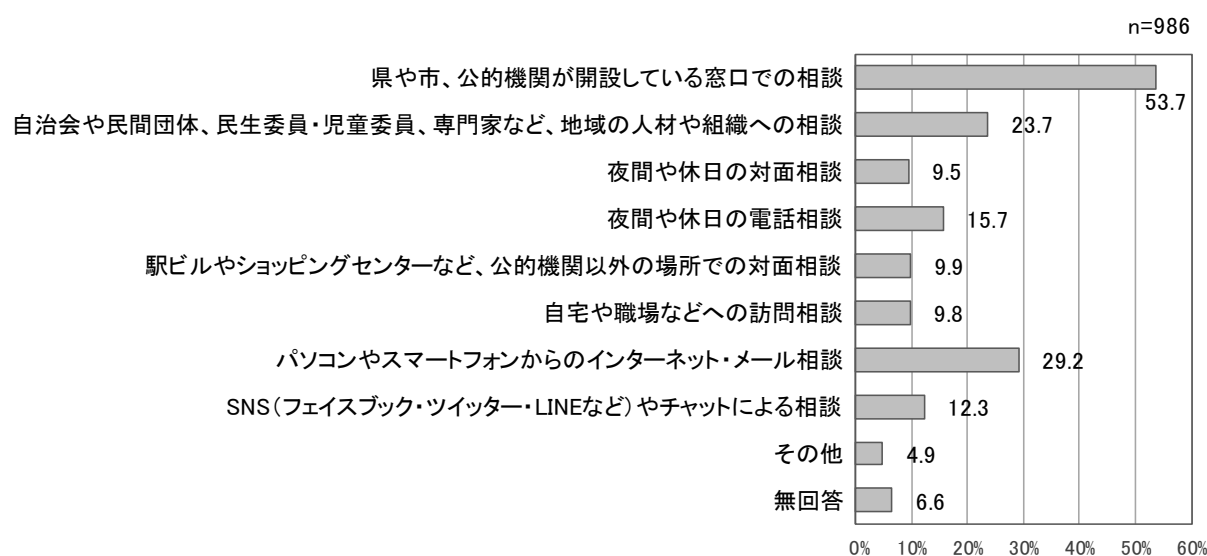 n=986
県や市、公的機関が開設している窓口での相談
53.7
自治会や民間団体、民生委員・児童委員、専門家など、地域の人材や組織への相談
23.7
夜間や休日の対面相談
9.5
夜間や休日の電話相談
15.7
駅ビルやショッピングセンターなど、公的機関以外の場所での対面相談
9.9
自宅や職場などへの訪問相談
9.8
パソコンやスマートフォンからのインターネット・メール相談
29.2
SNS(フェイスブック・ツイッター・LINEなど)やチャットによる相談
12.3
その他
4.9
無回答
6.6
0% 10% 20% 30% 40% 50% 60%